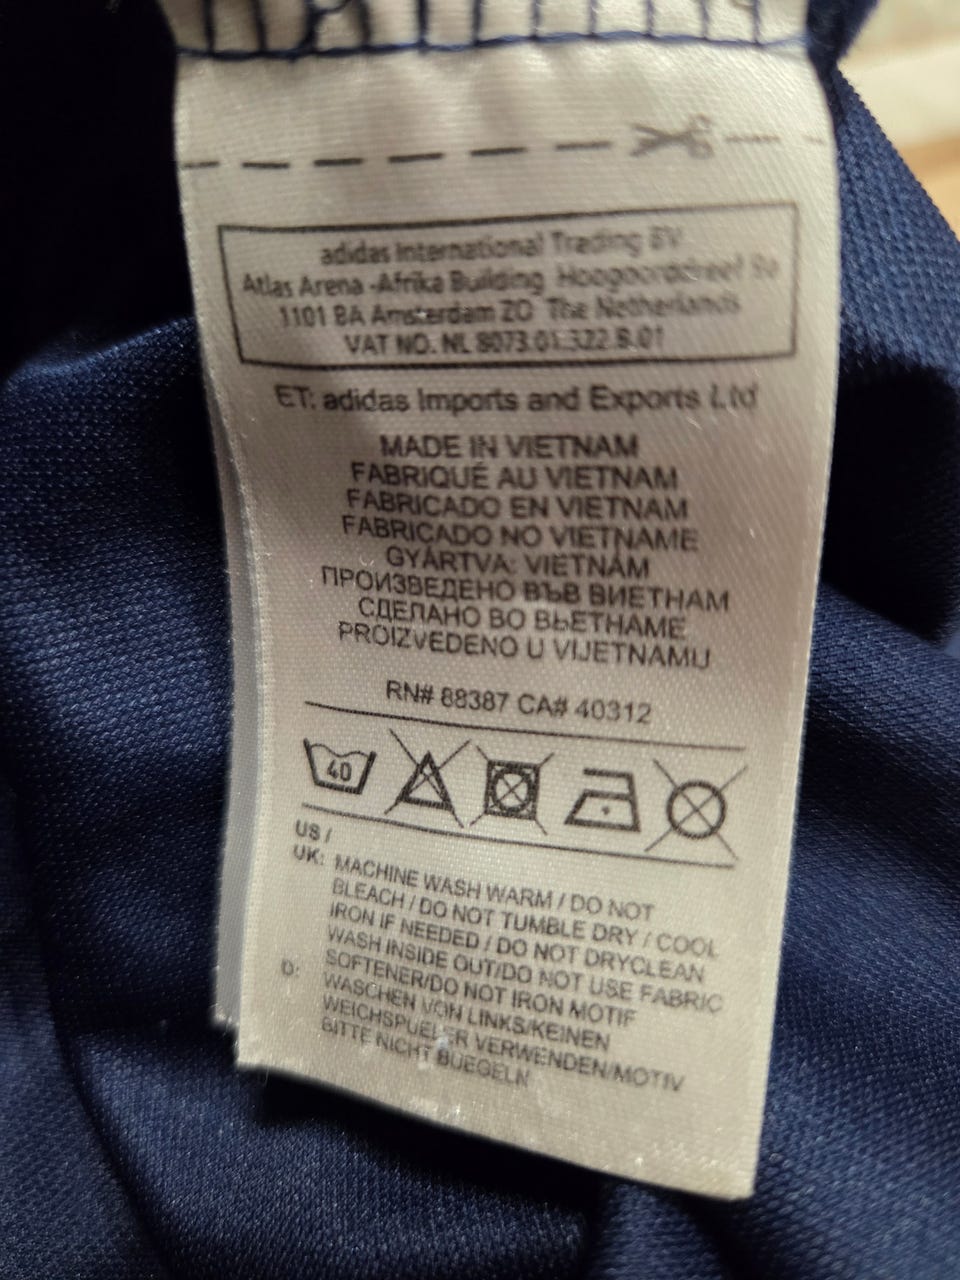 adidas International Trading BV
Atlas Arena -Afrika Building Hoogoorddreef 9a
1101 BA Amsterdam ZO The Netherlands
VAT NO. NL 8073.01.322.B.01
ET: adidas Imports and Exports Ltd
MADE IN VIETNAM
FABRIQUÉ AU VIETNAM
FABRICADO EN VIETNAM
FABRICADO NO VIETNAME
GYÁRTVA: VIETNÁM
ПРОИЗВЕДЕНО ВЪВ ВИЕТНАМ
СДЕЛАНО ВО ВЬЕТНАМЕ
PROIZVEDENO U VIJETNAMU
RN# 88387 CA# 40312
40
US /
UK: MACHINE WASH WARM / DO NOT
BLEACH / DO NOT TUMBLE DRY / COOL
IRON IF NEEDED / DO NOT DRYCLEAN
WASH INSIDE OUT/DO NOT USE FABRIC
SOFTENER/DO NOT IRON MOTIF
D: WASCHEN VON LINKS/KEINEN
WEICHSPUELER VERWENDEN/MOTIV
BITTE NICHT BUEGELN